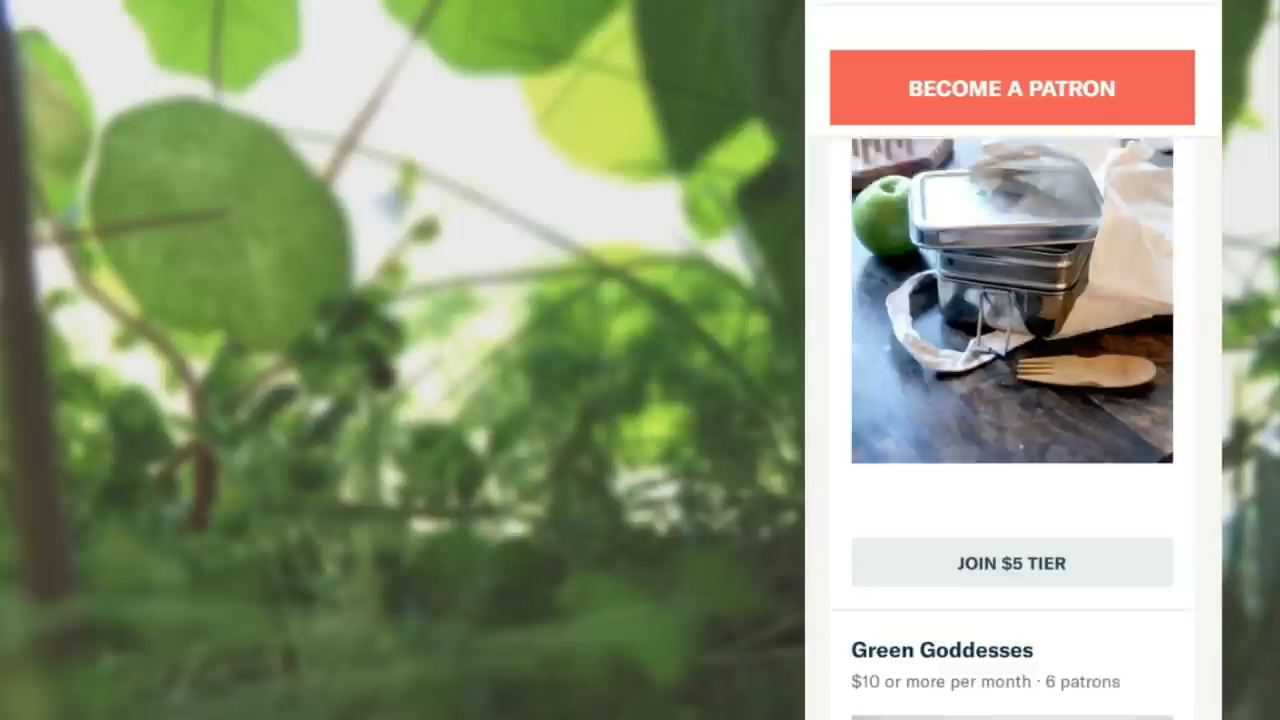 BECOME A PATRON
JOIN $5 TIER
Green Goddesses
$10 or more per month · 6 patrons